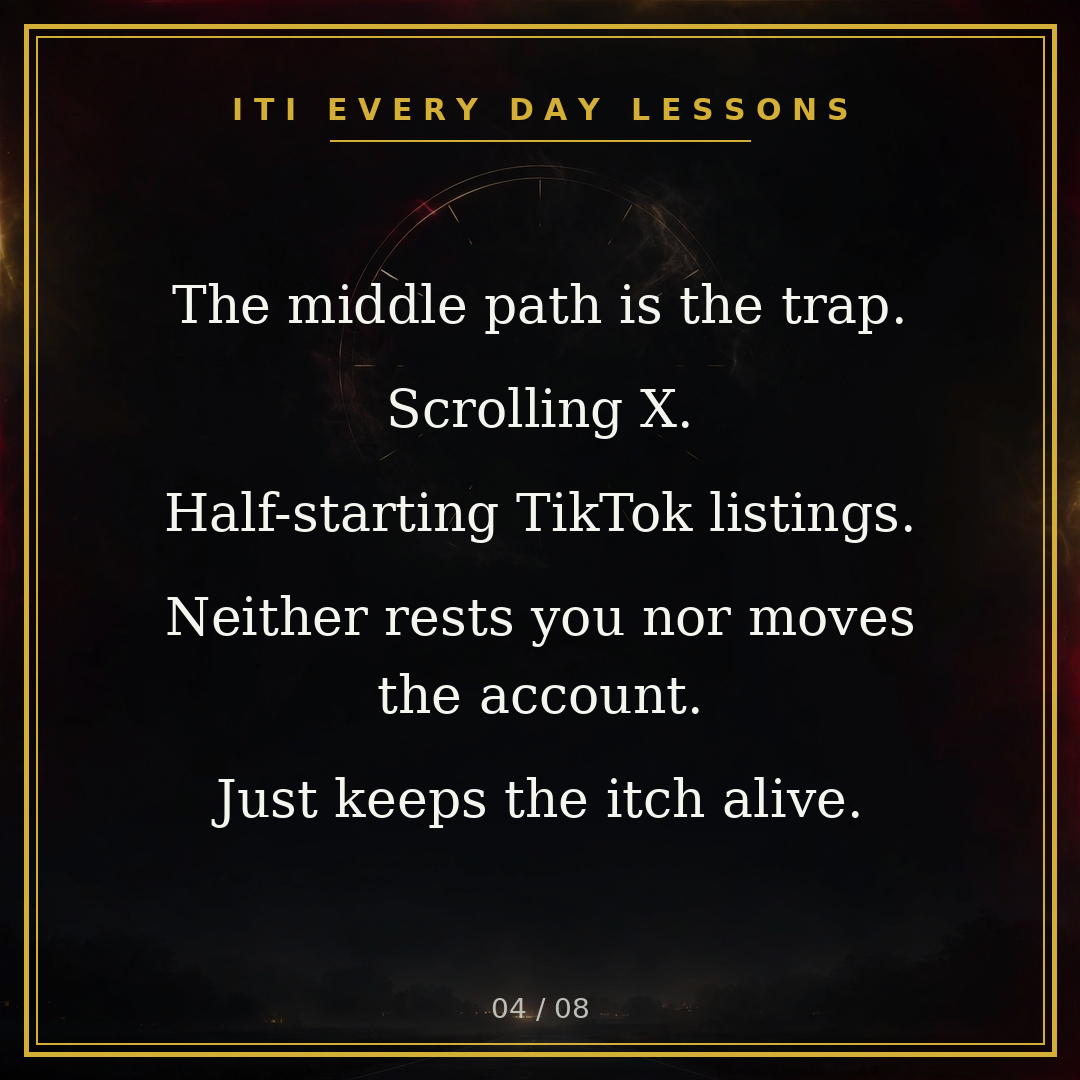 ITI EVERY DAY LESSONS
The middle path is the trap.
Scrolling X.
Half-starting TikTok listings.
Neither rests you nor moves
the account.
Just keeps the itch alive.
04 / 08